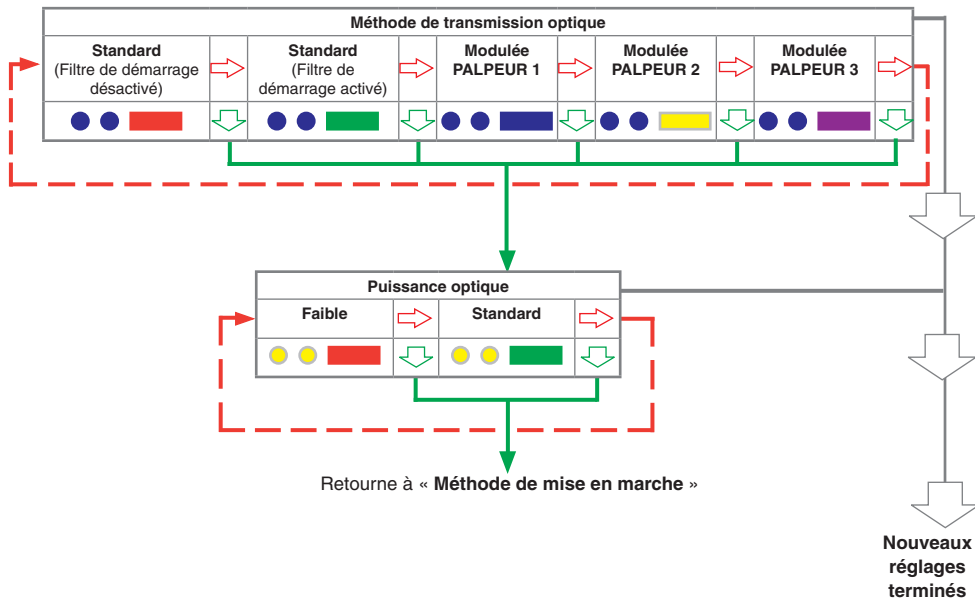 Méthode de transmission optique
Standard
(Filtre de démarrage
désactivé)
Standard
(Filtre de
démarrage activé)
Modulée
PALPEUR 1
Modulée
PALPEUR 2
Modulée
PALPEUR 3
Puissance optique
Faible
Standard
Retourne à « Méthode de mise en marche »
Nouveaux
réglages
terminés